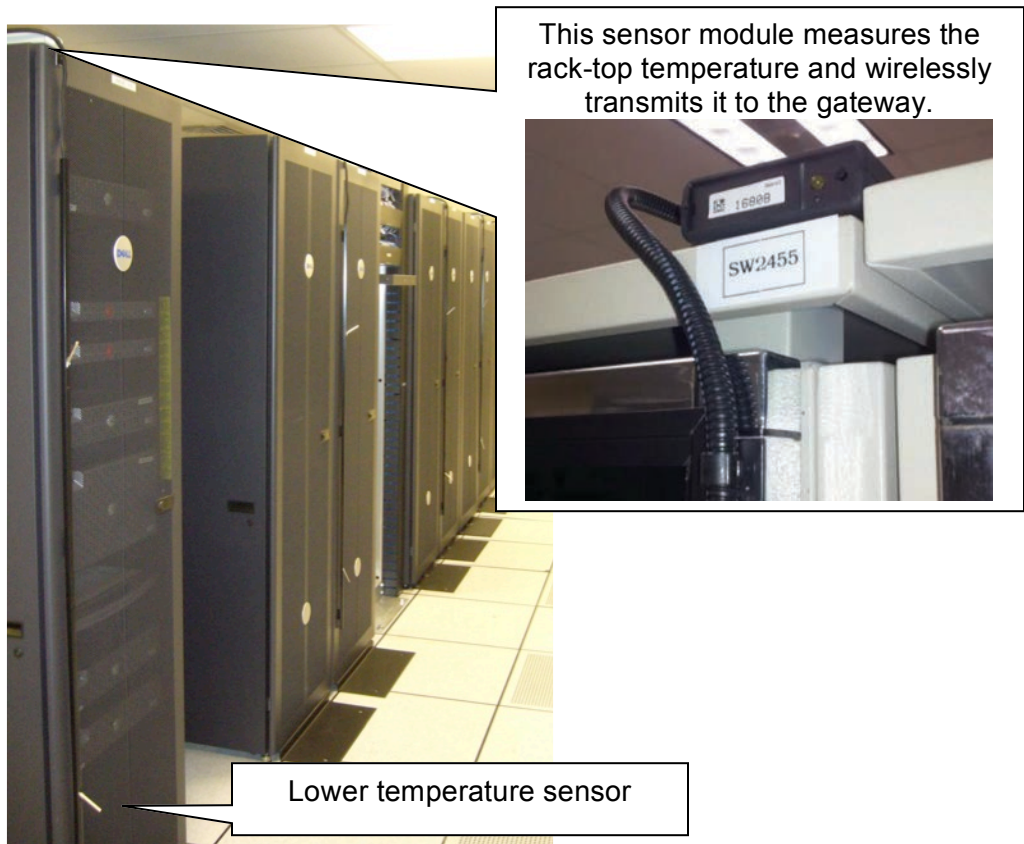 This sensor module measures the
rack-top temperature and wirelessly
transmits it to the gateway.
16808
SW2455
DELL
Lower temperature sensor